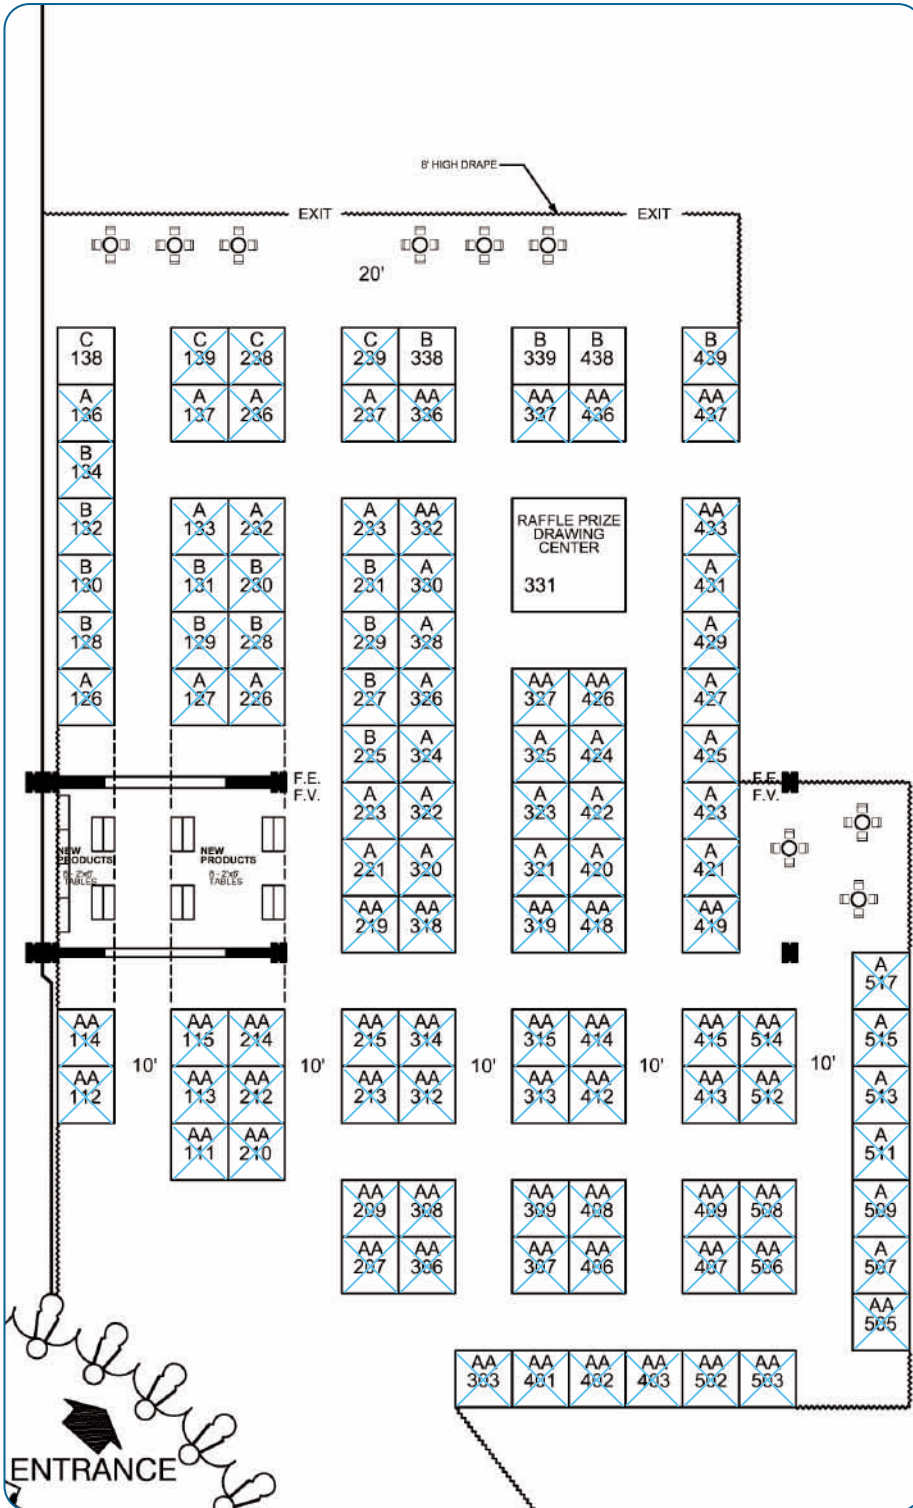 8' HIGH DRAPE
EXIT
EXIT
20'
C C C C B B B B
138 139 238 239 338 339 438 439
A A A A AA AA AA AA
136 137 236 237 336 337 436 437
B
134
B A A A AA RAFFLE PRIZE AA
132 133 232 233 332 DRAWING 433
CENTER
B B B B A A
130 131 230 231 330 331 431
B B B B A A
128 129 228 229 328 429
A A A B A AA AA A
126 127 226 227 326 327 426 427
B A A A A
225 324 325 424 425
F.E. F.E.
F.V. F.V.
A A A A A
223 322 323 422 423
NEW NEW
PRODUCTS PRODUCTS
8 - 2'x6' 8 - 2'x6'
TABLES TABLES
A A A A A
221 320 321 420 421
AA AA AA AA AA
219 318 319 418 419
A
517
AA AA AA AA AA AA AA AA AA A
114 115 214 215 314 315 414 415 514 515
10' 10' 10' 10' 10'
AA AA AA AA AA AA AA AA AA A
112 113 212 213 312 313 412 413 512 513
AA AA A
111 210 511
AA AA AA AA AA AA A
209 308 309 408 409 508 509
AA AA AA AA AA AA A
207 306 307 406 407 506 507
AA
505
AA AA AA AA AA AA
303 401 402 403 502 503
ENTRANCE